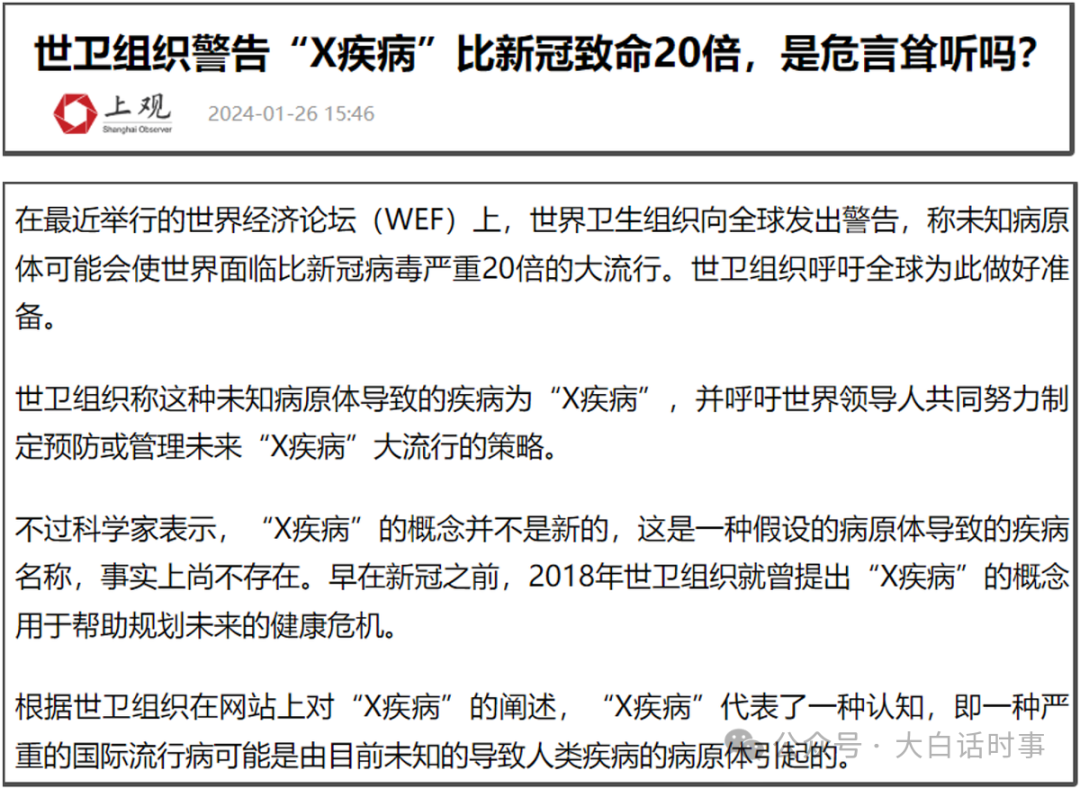 世卫组织警告“X疾病”比新冠致命20倍，是危言耸听吗？
上观
Shanghai Observer
2024-01-26 15:46
在最近举行的世界经济论坛（WEF）上，世界卫生组织向全球发出警告，称未知病原
体可能会使世界面临比新冠病毒严重20倍的大流行。世卫组织呼吁全球为此做好准
备。
世卫组织称这种未知病原体导致的疾病为“X疾病”，并呼吁世界领导人共同努力制
定预防或管理未来“X疾病”大流行的策略。
不过科学家表示，“X疾病”的概念并不是新的，这是一种假设的病原体导致的疾病
名称，事实上尚不存在。早在新冠之前，2018年世卫组织就曾提出“X疾病”的概念
用于帮助规划未来的健康危机。
根据世卫组织在网站上对“X疾病”的阐述，“X疾病”代表了一种认知，即一种严
重的国际流行病可能是由目前未知的导致人类疾病的病原体引起的。
公众号·大白话时事